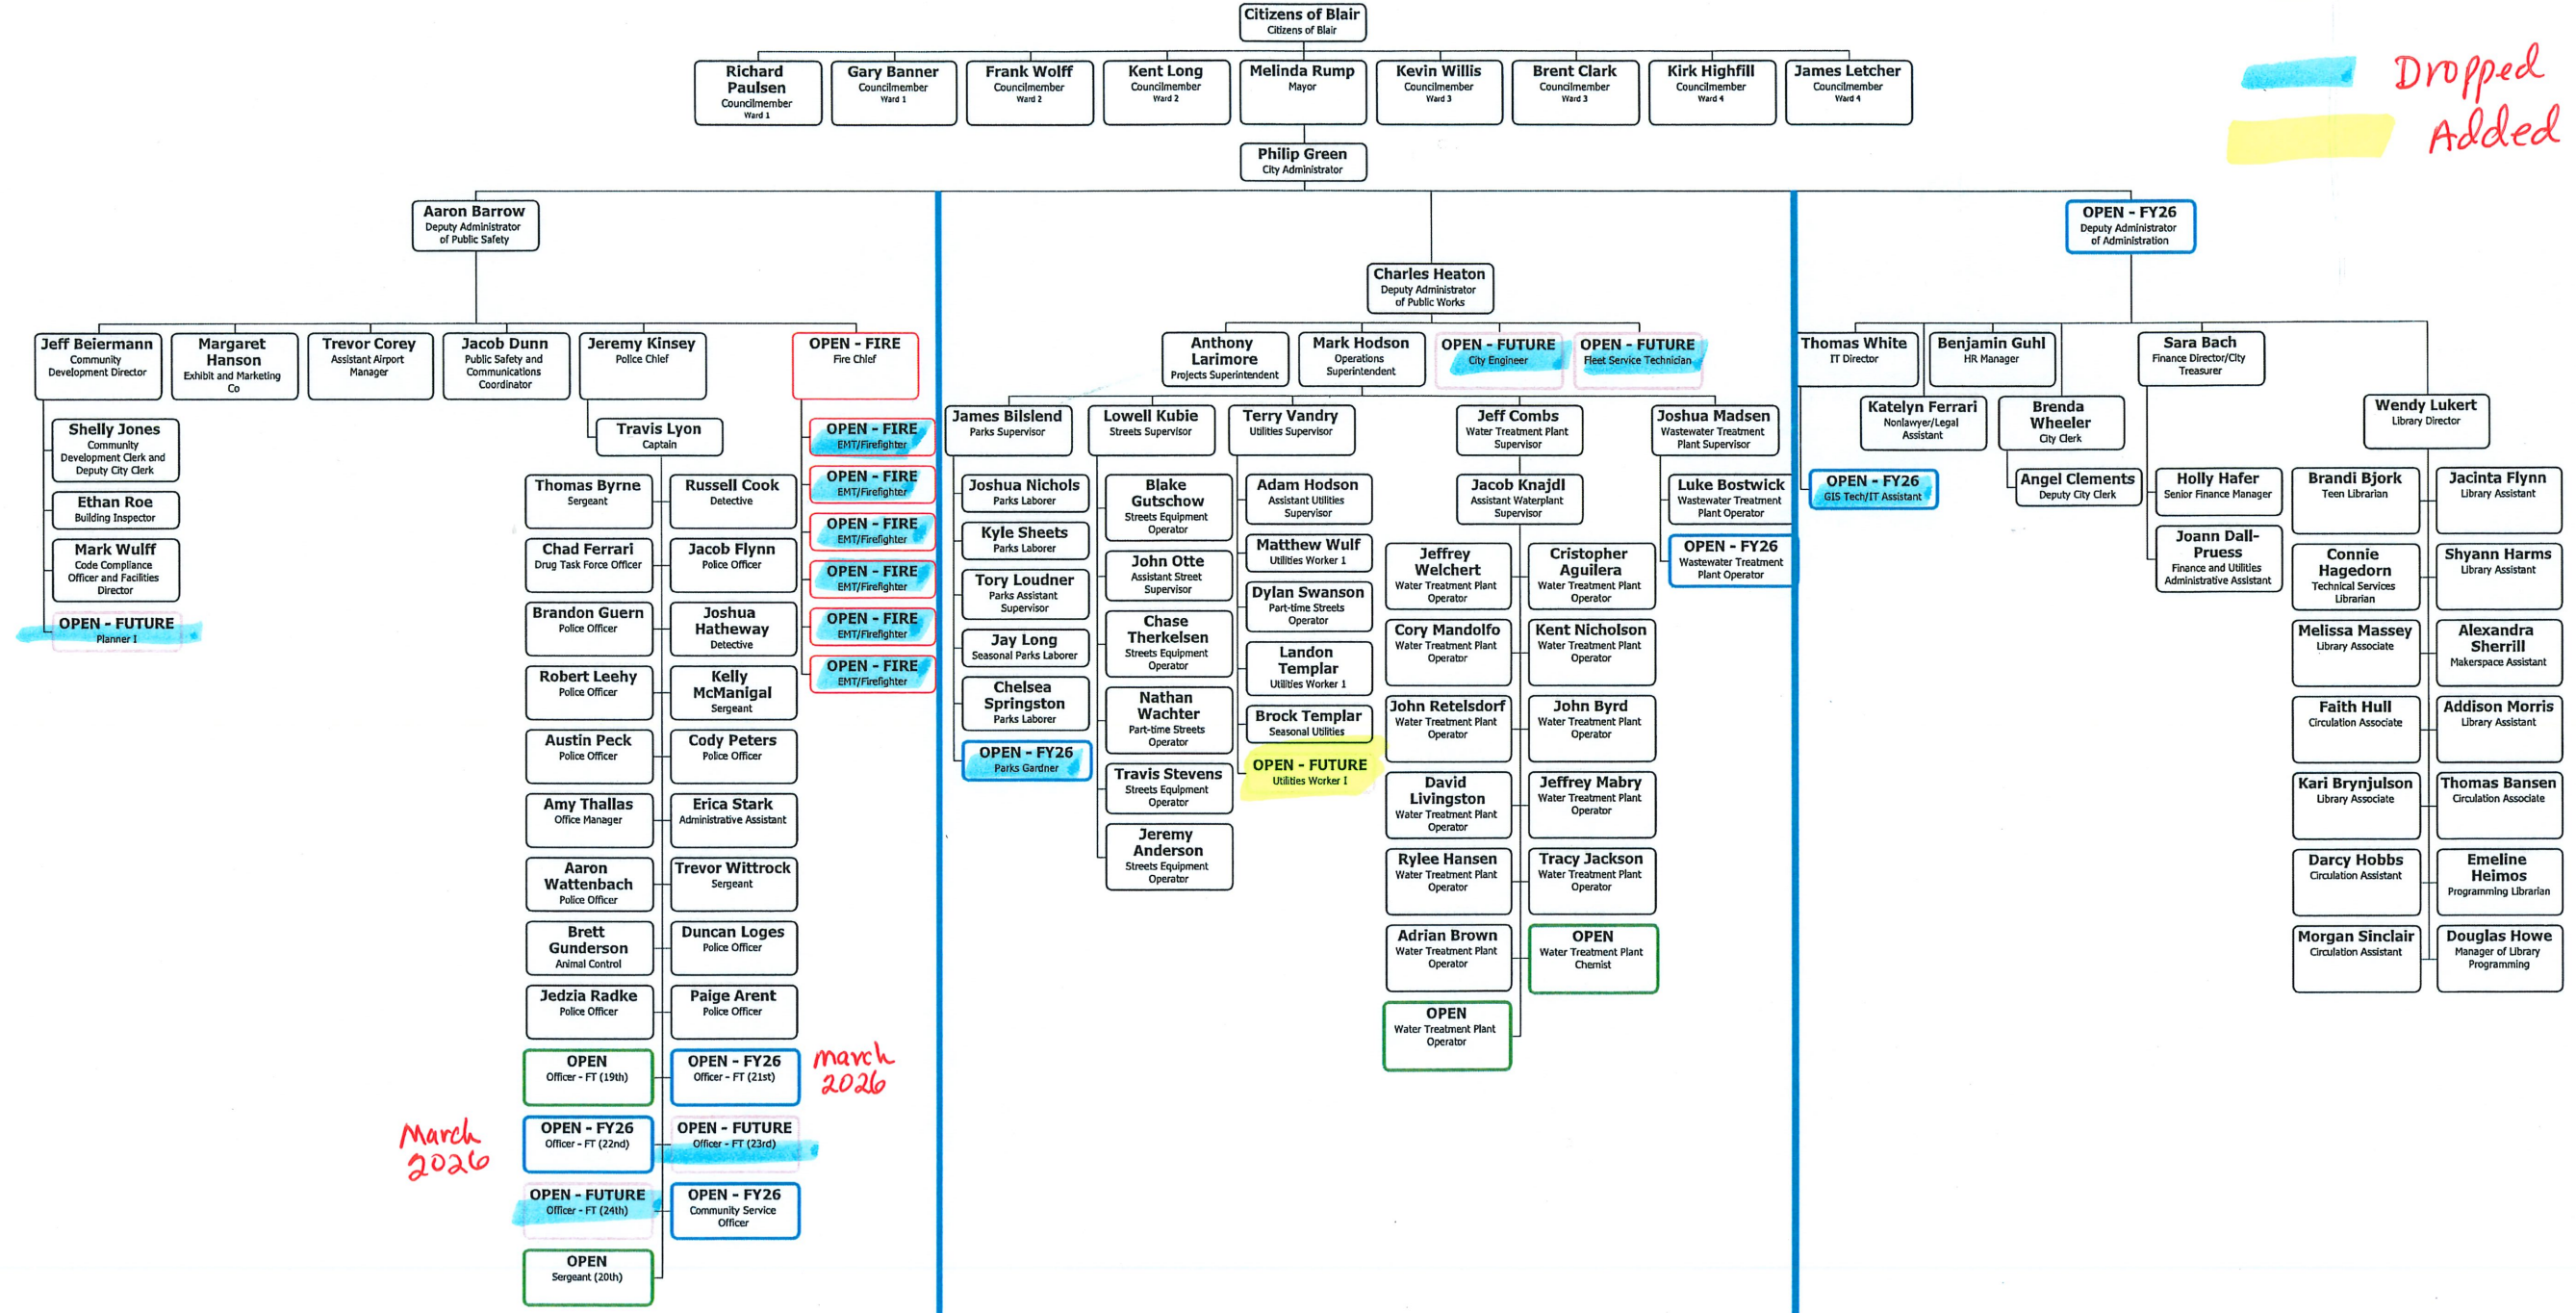 Citizens of Blair
Citizens of Blair
Richard
Paulsen
Councilmember
Ward 1
Gary Banner
Councilmember
Ward 1
Frank Wolff
Councilmember
Ward 2
Kent Long
Councilmember
Ward 2
Melinda Rump
Mayor
Kevin Willis
Councilmember
Ward 3
Brent Clark
Councilmember
Ward 3
Kirk Highfill
Councilmember
Ward 4
James Letcher
Councilmember
Ward 4
Dropped
Added
Philip Green
City Administrator
Aaron Barrow
Deputy Administrator
of Public Safety
Jeff Beiermann
Community
Development Director
Margaret
Hanson
Exhibit and Marketing
Co
Trevor Corey
Assistant Airport
Manager
Jacob Dunn
Public Safety and
Communications
Coordinator
Jeremy Kinsey
Police Chief
OPEN - FIRE
Fire Chief
Shelly Jones
Community
Development Clerk and
Deputy City Clerk
Ethan Roe
Building Inspector
Mark Wulff
Code Compliance
Officer and Facilities
Director
OPEN - FUTURE
Planner I
Travis Lyon
Captain
Thomas Byrne
Sergeant
Russell Cook
Detective
Chad Ferrari
Drug Task Force Officer
Jacob Flynn
Police Officer
Brandon Guern
Police Officer
Joshua
Hatheway
Detective
Robert Leehy
Police Officer
Kelly
McManigal
Sergeant
Austin Peck
Police Officer
Cody Peters
Police Officer
Amy Thallas
Office Manager
Erica Stark
Administrative Assistant
Aaron
Wattenbach
Police Officer
Trevor Wittrock
Sergeant
Brett
Gunderson
Animal Control
Duncan Loges
Police Officer
Jedzia Radke
Police Officer
Paige Arent
Police Officer
OPEN
Officer - FT (19th)
OPEN - FY26
Officer - FT (21st)
March
2026
March
2026
OPEN - FY26
Officer - FT (22nd)
OPEN - FUTURE
Officer - FT (23rd)
OPEN - FUTURE
Officer - FT (24th)
OPEN - FY26
Community Service
Officer
OPEN
Sergeant (20th)
OPEN - FIRE
EMT/Firefighter
OPEN - FIRE
EMT/Firefighter
OPEN - FIRE
EMT/Firefighter
OPEN - FIRE
EMT/Firefighter
OPEN - FIRE
EMT/Firefighter
OPEN - FIRE
EMT/Firefighter
Charles Heaton
Deputy Administrator
of Public Works
Anthony
Larimore
Projects Superintendent
Mark Hodson
Operations
Superintendent
OPEN - FUTURE
City Engineer
OPEN - FUTURE
Fleet Service Technician
James Bilslend
Parks Supervisor
Lowell Kubie
Streets Supervisor
Terry Vandry
Utilities Supervisor
Jeff Combs
Water Treatment Plant
Supervisor
Joshua Madsen
Wastewater Treatment
Plant Supervisor
Joshua Nichols
Parks Laborer
Kyle Sheets
Parks Laborer
Tory Loudner
Parks Assistant
Supervisor
Jay Long
Seasonal Parks Laborer
Chelsea
Springston
Parks Laborer
OPEN - FY26
Parks Gardner
Blake
Gutschow
Streets Equipment
Operator
John Otte
Assistant Street
Supervisor
Chase
Therkelsen
Streets Equipment
Operator
Nathan
Wachter
Part-time Streets
Operator
Travis Stevens
Streets Equipment
Operator
Jeremy
Anderson
Streets Equipment
Operator
Adam Hodson
Assistant Utilities
Supervisor
Matthew Wulf
Utilities Worker 1
Dylan Swanson
Part-time Streets
Operator
Landon
Templar
Utilities Worker 1
Brock Templar
Seasonal Utilities
OPEN - FUTURE
Utilities Worker I
Jacob Knajdl
Assistant Waterplant
Supervisor
Jeffrey
Welchert
Water Treatment Plant
Operator
Cristopher
Aguilera
Water Treatment Plant
Operator
Cory Mandolfo
Water Treatment Plant
Operator
Kent Nicholson
Water Treatment Plant
Operator
John Retelsdorf
Water Treatment Plant
Operator
John Byrd
Water Treatment Plant
Operator
David
Livingston
Water Treatment Plant
Operator
Jeffrey Mabry
Water Treatment Plant
Operator
Rylee Hansen
Water Treatment Plant
Operator
Tracy Jackson
Water Treatment Plant
Operator
Adrian Brown
Water Treatment Plant
Operator
OPEN
Water Treatment Plant
Chemist
OPEN
Water Treatment Plant
Operator
Luke Bostwick
Wastewater Treatment
Plant Operator
OPEN - FY26
Wastewater Treatment
Plant Operator
OPEN - FY26
Deputy Administrator
of Administration
Thomas White
IT Director
Benjamin Guhl
HR Manager
Sara Bach
Finance Director/City
Treasurer
Katelyn Ferrari
Nonlawyer/Legal
Assistant
Brenda
Wheeler
City Clerk
Wendy Lukert
Library Director
OPEN - FY26
GIS Tech/IT Assistant
Angel Clements
Deputy City Clerk
Holly Hafer
Senior Finance Manager
Joann Dall-
Pruess
Finance and Utilities
Administrative Assistant
Brandi Bjork
Teen Librarian
Jacinta Flynn
Library Assistant
Connie
Hagedorn
Technical Services
Librarian
Shyann Harms
Library Assistant
Melissa Massey
Library Associate
Alexandra
Sherrill
Makerspace Assistant
Faith Hull
Circulation Associate
Addison Morris
Library Assistant
Kari Brynjulson
Library Associate
Thomas Bansen
Circulation Associate
Darcy Hobbs
Circulation Assistant
Emeline
Heimos
Programming Librarian
Morgan Sinclair
Circulation Assistant
Douglas Howe
Manager of Library
Programming